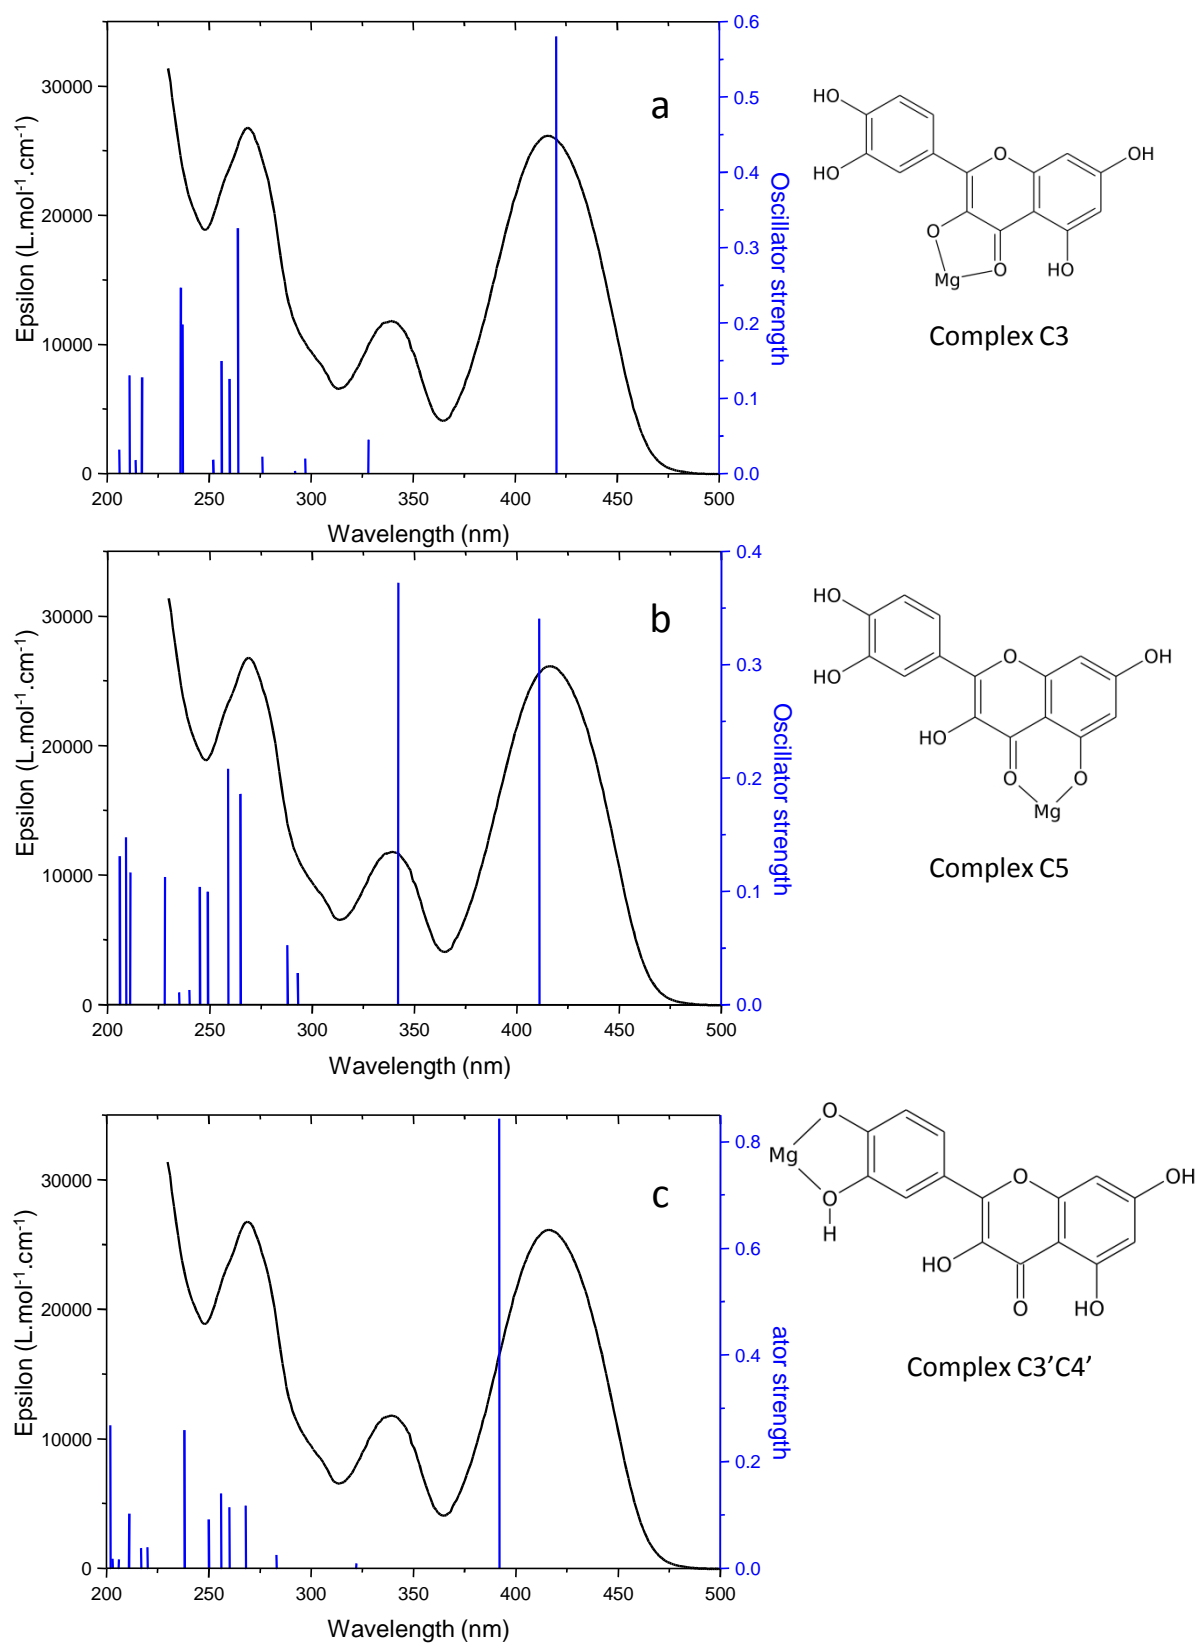 a
30000
20000
10000
0
Epsilon (L.mol⁻¹.cm⁻¹)
0.6
0.5
0.4
0.3
0.2
0.1
0.0
Oscillator strength
200 250 300 350 400 450 500
Wavelength (nm)
HO
HO
O
OH
O
O
HO
Mg
Complex C3
b
30000
20000
10000
0
Epsilon (L.mol⁻¹.cm⁻¹)
0.4
0.3
0.2
0.1
0.0
Oscillator strength
200 250 300 350 400 450 500
Wavelength (nm)
HO
HO
O
OH
HO
O
O
Mg
Complex C5
c
30000
20000
10000
0
Epsilon (L.mol⁻¹.cm⁻¹)
0.8
0.6
0.4
0.2
0.0
ator strength
200 250 300 350 400 450 500
Wavelength (nm)
O
Mg
O
H
O
OH
HO
O
HO
Complex C3’C4’